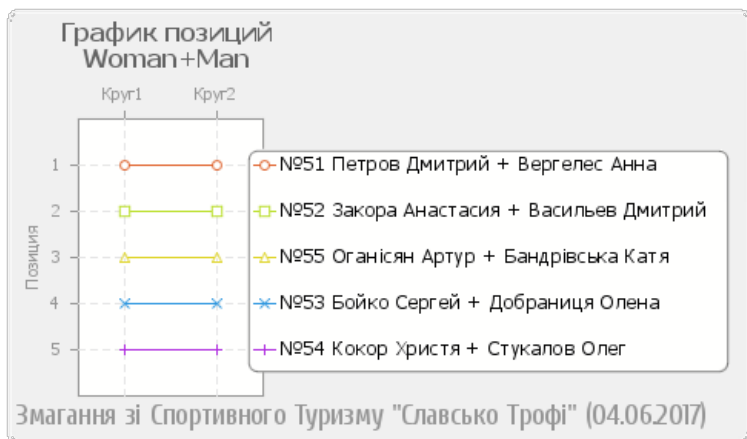 График позиций
Woman+Man
Круг1 Круг2
Позиция
1 №51 Петров Дмитрий + Вергелес Анна
2 №52 Закора Анастасия + Васильев Дмитрий
3 №55 Оганісян Артур + Бандрівська Катя
4 №53 Бойко Сергей + Добраниця Олена
5 №54 Кокор Христя + Стукалов Олег
Змагання зі Спортивного Туризму "Славсько Трофі" (04.06.2017)